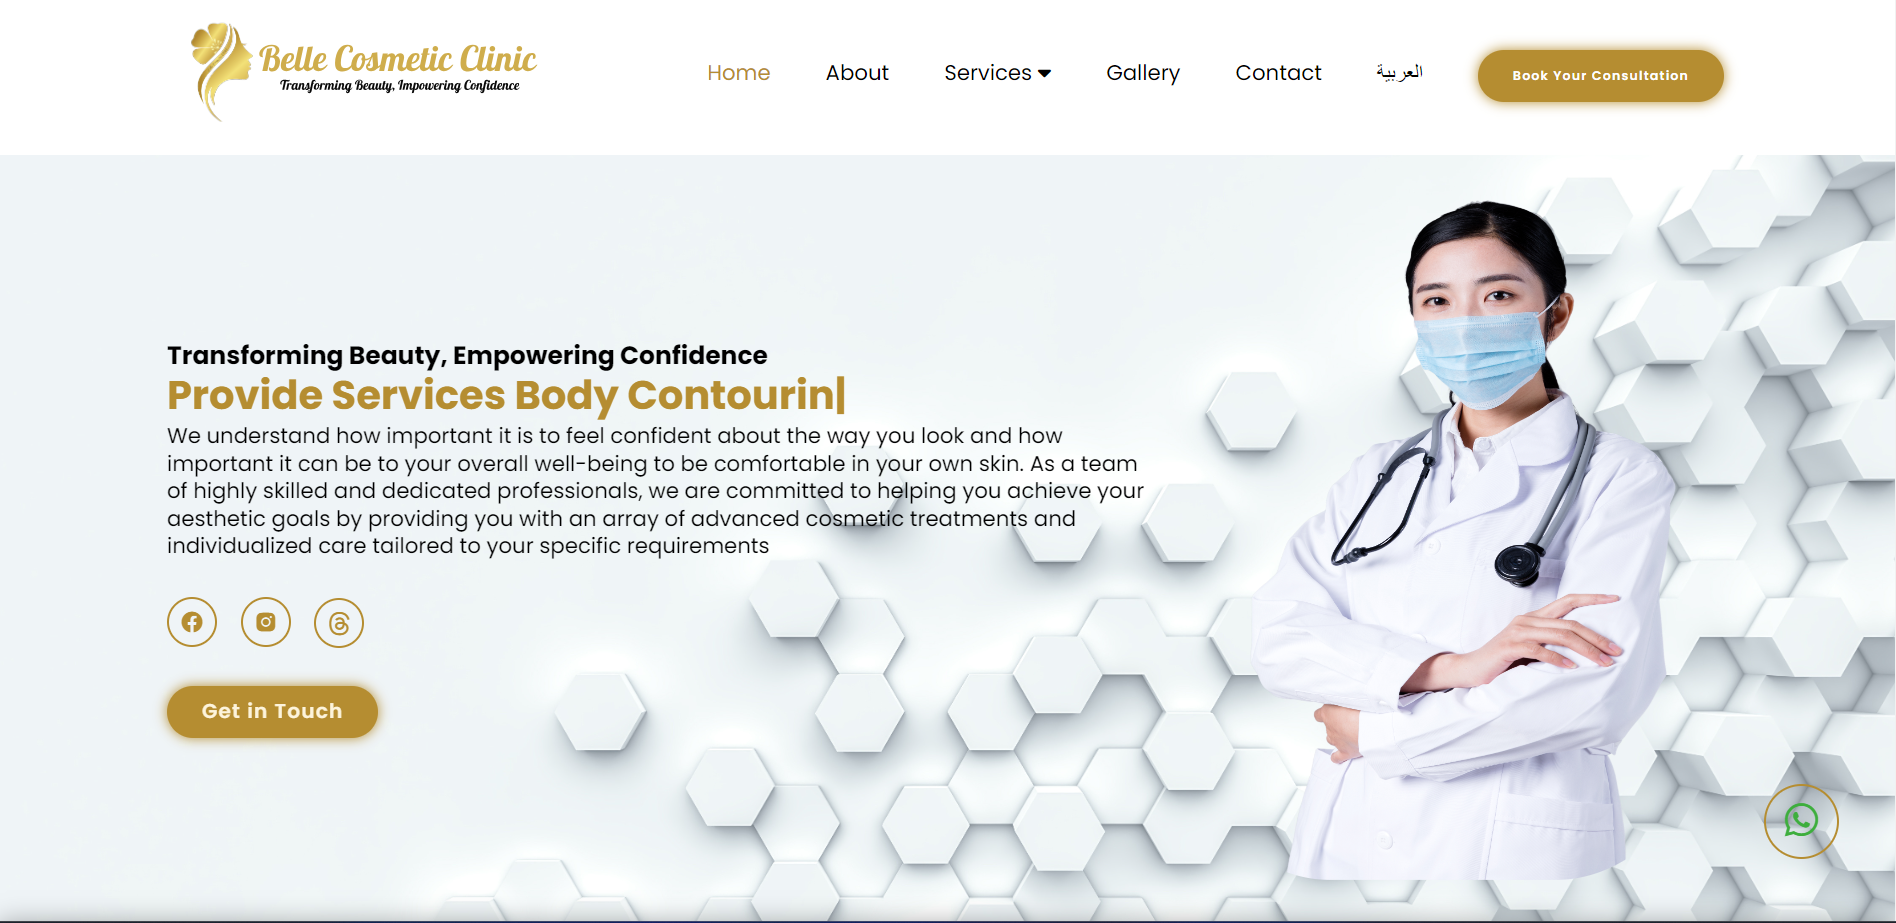 Belle Cosmetic Clinic
Transforming Beauty, Empowering Confidence
Home
About
Services
Gallery
Contact
العربية
Book Your Consultation
Transforming Beauty, Empowering Confidence
Provide Services Body Contourin|
We understand how important it is to feel confident about the way you look and how
important it can be to your overall well-being to be comfortable in your own skin. As a team
of highly skilled and dedicated professionals, we are committed to helping you achieve your
aesthetic goals by providing you with an array of advanced cosmetic treatments and
individualized care tailored to your specific requirements
Get in Touch